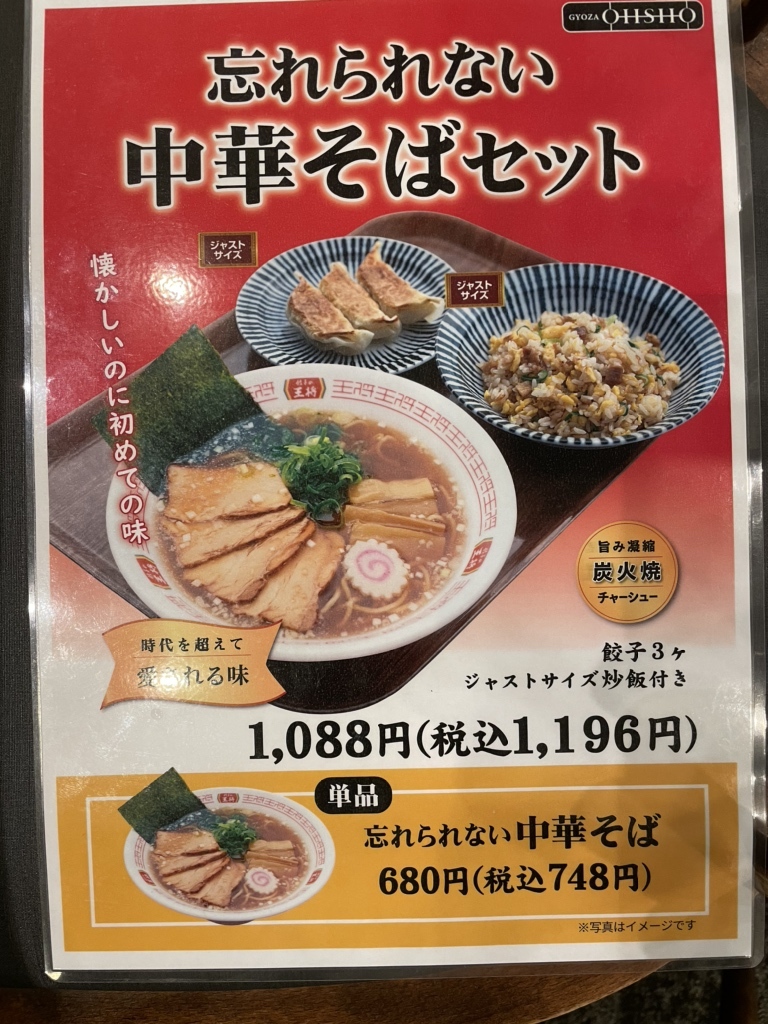 GYOZA OHSHO
忘れられない
中華そばセット
ジャスト
サイズ
ジャスト
サイズ
懐かしいのに初めての味
王将
旨み凝縮
炭火焼
チャーシュー
時代を超えて
愛される味
餃子3ヶ
ジャストサイズ炒飯付き
1,088円(税込1,196円)
単品
忘れられない中華そば
680円(税込748円)
※写真はイメージです